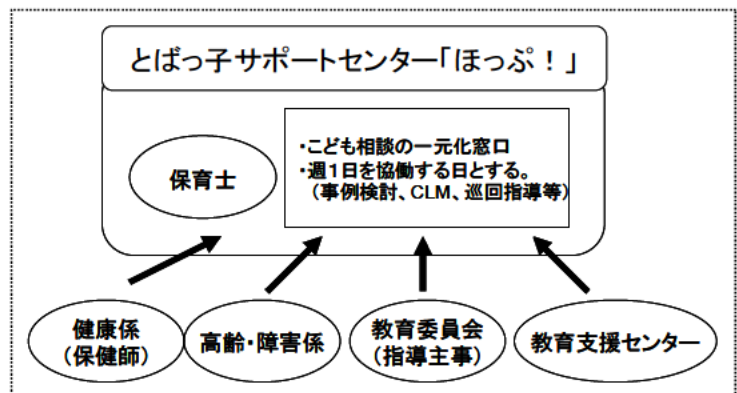 とばっ子サポートセンター「ほっぷ！」
保育士
・こども相談の一元化窓口
・週１日を協働する日とする。
（事例検討、CLM、巡回指導等）
健康係
（保健師）
高齢・障害係
教育委員会
（指導主事）
教育支援センター